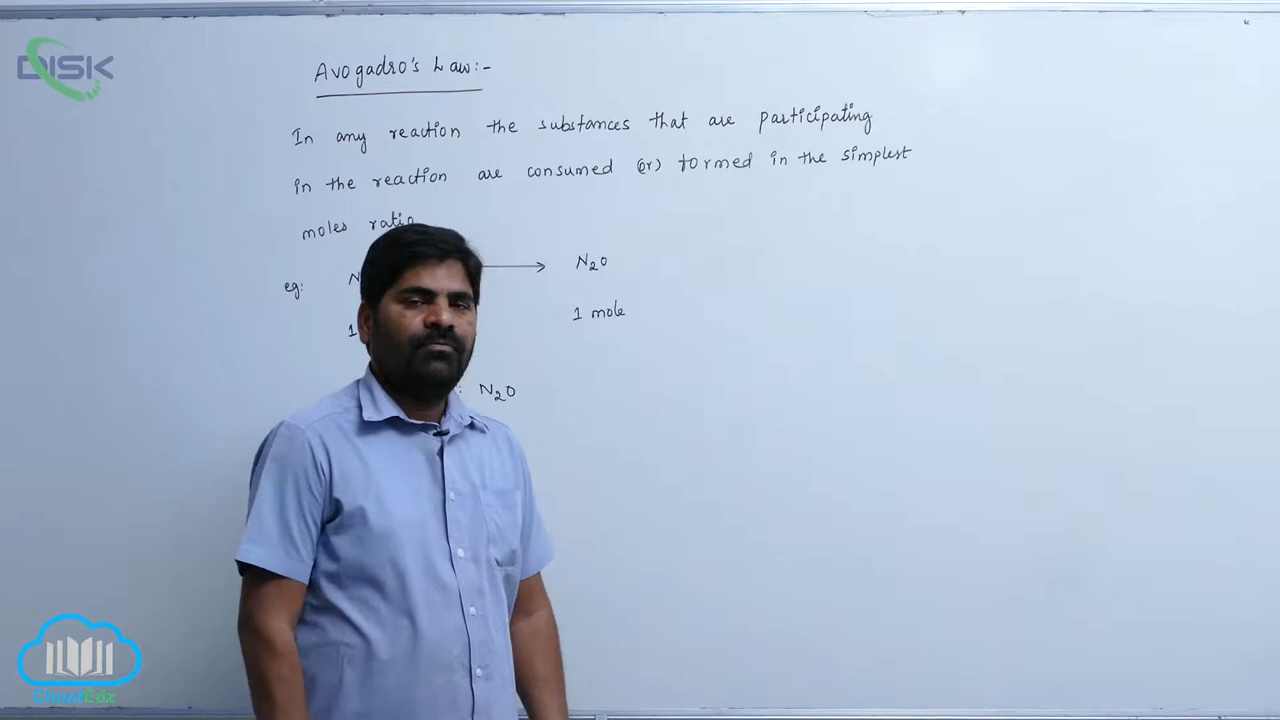 DISK
Avogadro's Law:-
In any reaction the substances that are participating
in the reaction are consumed (or) formed in the simplest
moles ratio
eg: N → N₂O
1 1 mole
: N₂O
CloudEdz